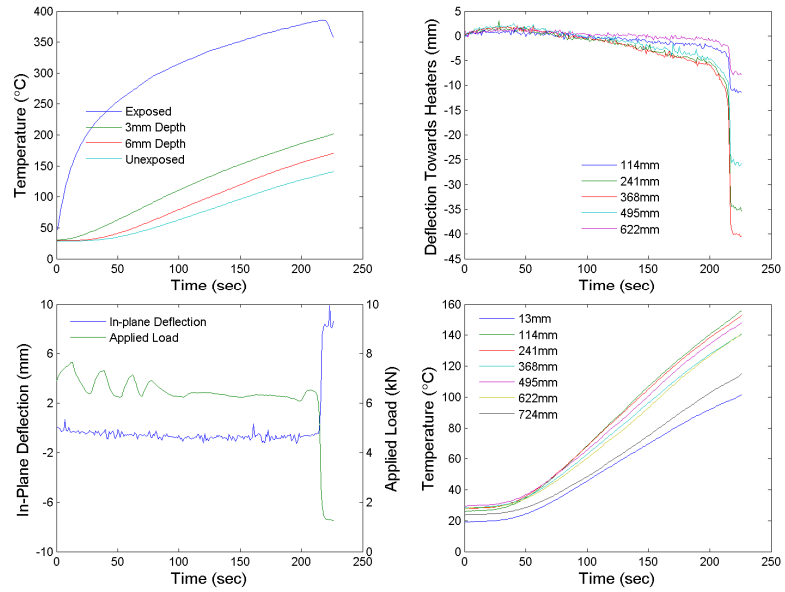 400
350
300
250
200
150
100
50
0
Temperature (°C)
Exposed
3mm Depth
6mm Depth
Unexposed
0 50 100 150 200 250
Time (sec)
5
0
-5
-10
-15
-20
-25
-30
-35
-40
-45
Deflection Towards Heaters (mm)
114mm
241mm
368mm
495mm
622mm
0 50 100 150 200 250
Time (sec)
10
6
2
-2
-6
-10
In-Plane Deflection (mm)
In-plane Deflection
Applied Load
10
8
6
4
2
0
Applied Load (kN)
0 50 100 150 200 250
Time (sec)
160
140
120
100
80
60
40
20
0
Temperature (°C)
13mm
114mm
241mm
368mm
495mm
622mm
724mm
0 50 100 150 200 250
Time (sec)